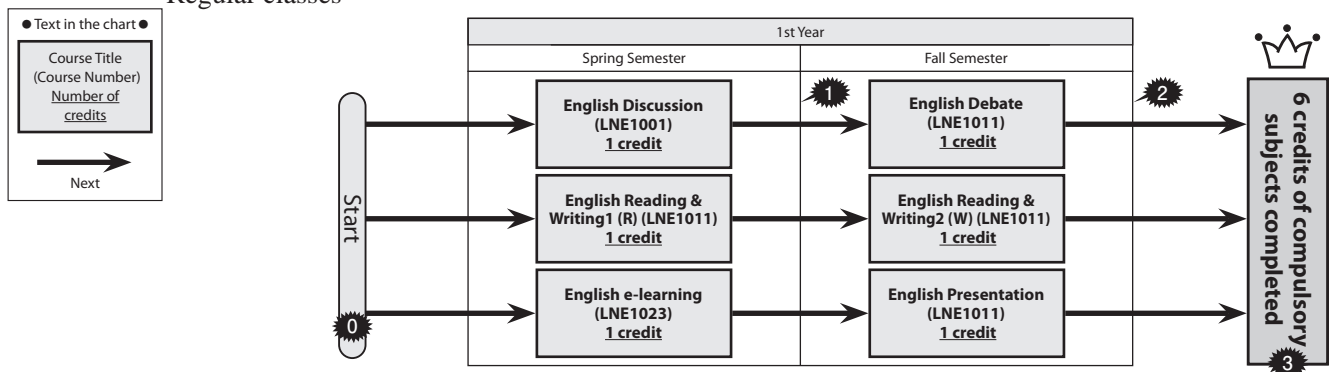 Regular classes
● Text in the chart ●
Course Title
(Course Number)
Number of
credits
Next
1st Year
Spring Semester
Fall Semester
Start
0
English Discussion
(LNE1001)
1 credit
1
English Debate
(LNE1011)
1 credit
2
English Reading &
Writing1 (R) (LNE1011)
1 credit
English Reading &
Writing2 (W) (LNE1011)
1 credit
English e-learning
(LNE1023)
1 credit
English Presentation
(LNE1011)
1 credit
6 credits of compulsory
subjects completed
3